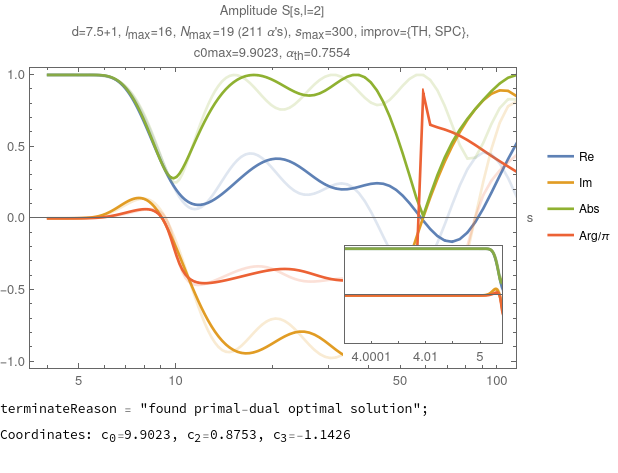 Amplitude S[s,l=2]
d=7.5+1, lmax=16, Nmax=19 (211 α's), smax=300, improv={TH, SPC},
c0max=9.9023, αth=0.7554
1.0
0.5
0.0
-0.5
-1.0
5 10 50 100
s
4.0001 4.01 5
Re
Im
Abs
Arg/π
terminateReason = "found primal-dual optimal solution";
Coordinates: c0=9.9023, c2=0.8753, c3=-1.1426